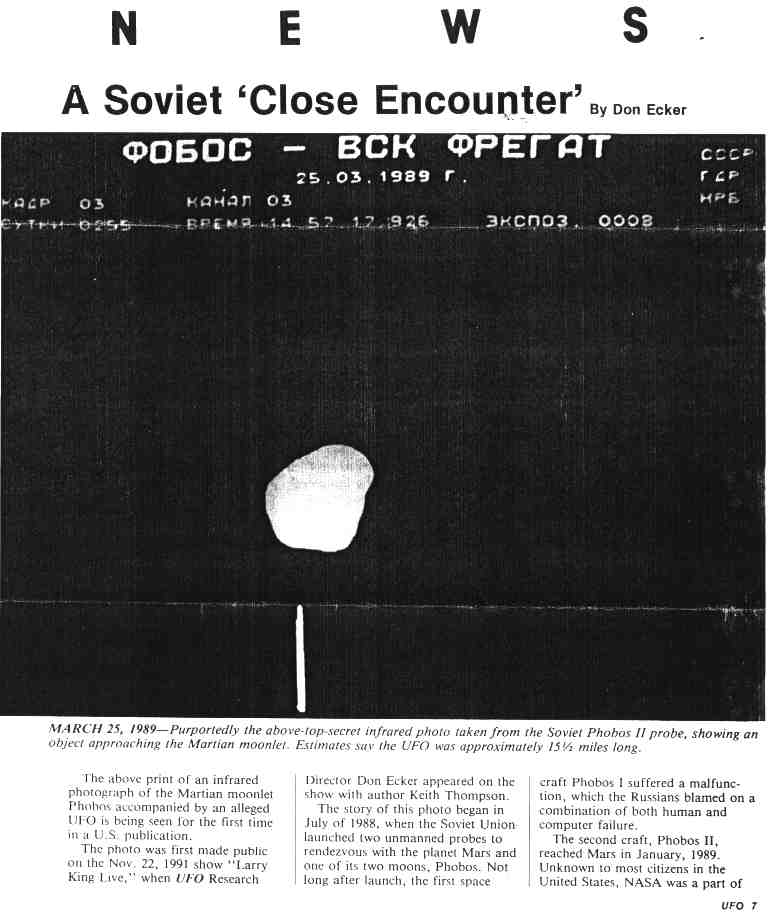 N E W S
A Soviet ‘Close Encounter’ By Don Ecker
ФОБОС – ВСК ФРЕГАТ
25.03.1989 Г.
СССР
ГДР
НРБ
КАДР 03 КАНАЛ 03
СУТКИ 0255 ВРЕМЯ 14 57 17.926 ЭКСПОЗ. 0008
MARCH 25, 1989—Purportedly the above-top-secret infrared photo taken from the Soviet Phobos II probe, showing an
object approaching the Martian moonlet. Estimates say the UFO was approximately 15½ miles long.
The above print of an infrared
photograph of the Martian moonlet
Phobos accompanied by an alleged
UFO is being seen for the first time
in a U.S. publication.
The photo was first made public
on the Nov. 22, 1991 show “Larry
King Live,” when UFO Research
Director Don Ecker appeared on the
show with author Keith Thompson.
The story of this photo began in
July of 1988, when the Soviet Union
launched two unmanned probes to
rendezvous with the planet Mars and
one of its two moons, Phobos. Not
long after launch, the first space
craft Phobos I suffered a malfunc-
tion, which the Russians blamed on a
combination of both human and
computer failure.
The second craft, Phobos II,
reached Mars in January, 1989.
Unknown to most citizens in the
United States, NASA was a part of
UFO 7